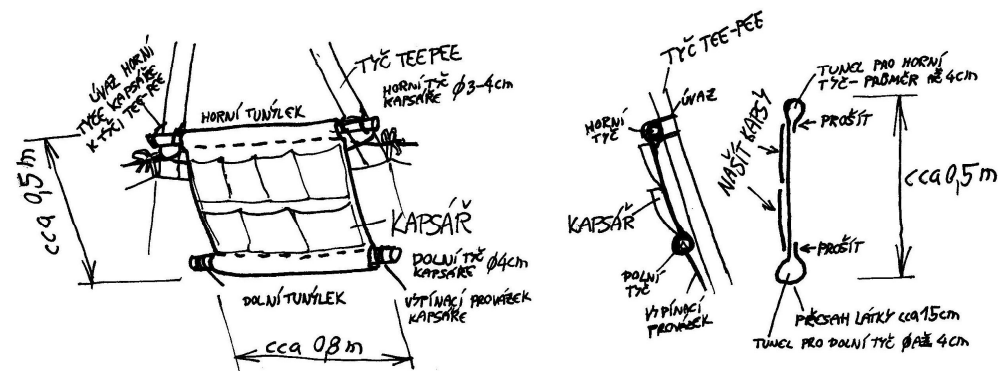 ÚVAZ HORNÍ
TYČE KAPSÁŘE
K TÝČI TEE-PEE
TYČ TEEPEE
HORNÍ TYČ Ø3-4cm
KAPSÁŘE
HORNÍ TUNÝLEK
cca 0,5 m
KAPSÁŘ
DOLNÍ TYČ Ø4cm
KAPSÁŘE
DOLNÍ TUNÝLEK
VYPÍNACÍ PROVÁZEK
KAPSÁŘE
cca 0,8 m
TYČ TEE-PEE
ÚVAZ
HORNÍ
TYČ
KAPSÁŘ
DOLNÍ
TYČ
VYPÍNACÍ
PROVÁZEK
TUNEL PRO HORNÍ
TYČ - PRŮMĚR AŽ 4cm
PROŠÍT
NAŠÍT KAPSY
cca 0,5 m
PROŠÍT
PŘESAH LÁTKY cca 15cm
TUNEL PRO DOLNÍ TYČ Ø AŽ 4cm